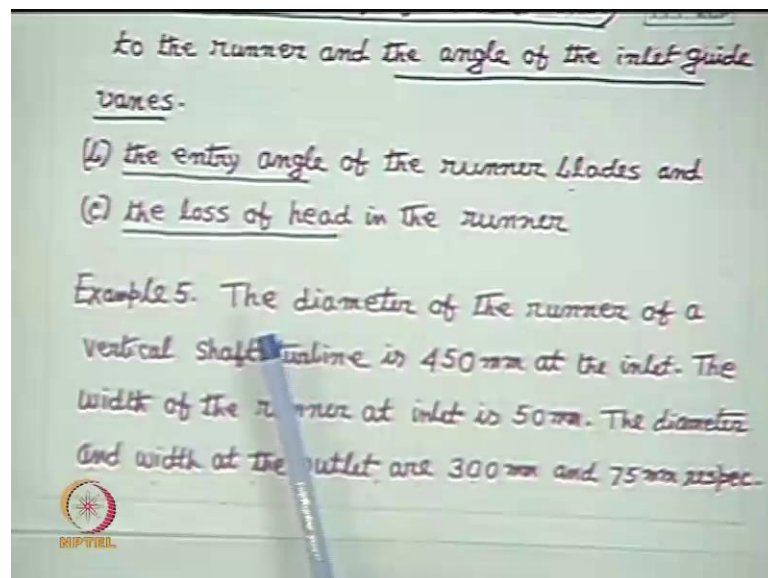 to the runner and the angle of the inlet guide
vanes.
(b) the entry angle of the runner blades and
(c) the loss of head in the runner
Example 5. The diameter of the runner of a
vertical shaft turbine is 450 mm at the inlet. The
width of the runner at inlet is 50 mm. The diameter
and width at the outlet are 300 mm and 75 mm respec-
NPTEL